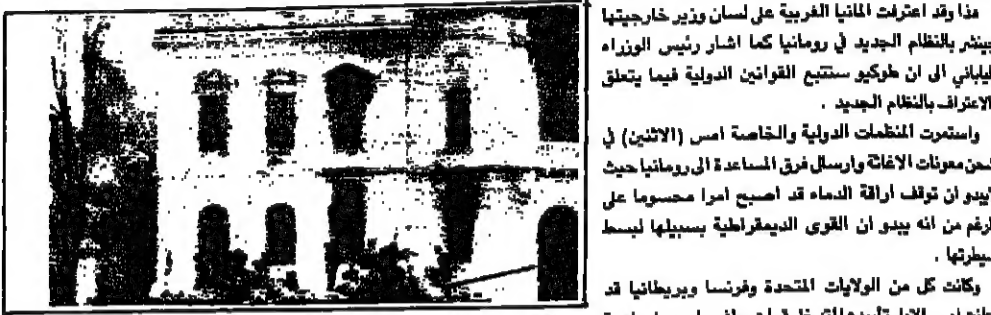 هذا وقد اعترفت المانيا الغربية على لسان وزير خارجيتها
بالنظام الجديد في رومانيا كما اشار رئيس الوزراء
الياباني الى ان طوكيو ستتبع القوانين الدولية فيما يتعلق
الاعتراف بالنظام الجديد .
واستمرت المنظمات الدولية والخاصة امس (الاثنين) في
شحن معونات الاغاثة وارسال فرق المساعدة الى رومانيا حيث
لايبدو ان توقف اراقة الدماء قد اصبح امرا محسوما على
لرغم من انه يبدو ان القوى الديمقراطية بسبيلها لبسط
سيطرتها .
وكانت كل من الولايات المتحدة وفرنسا وبريطانيا قد